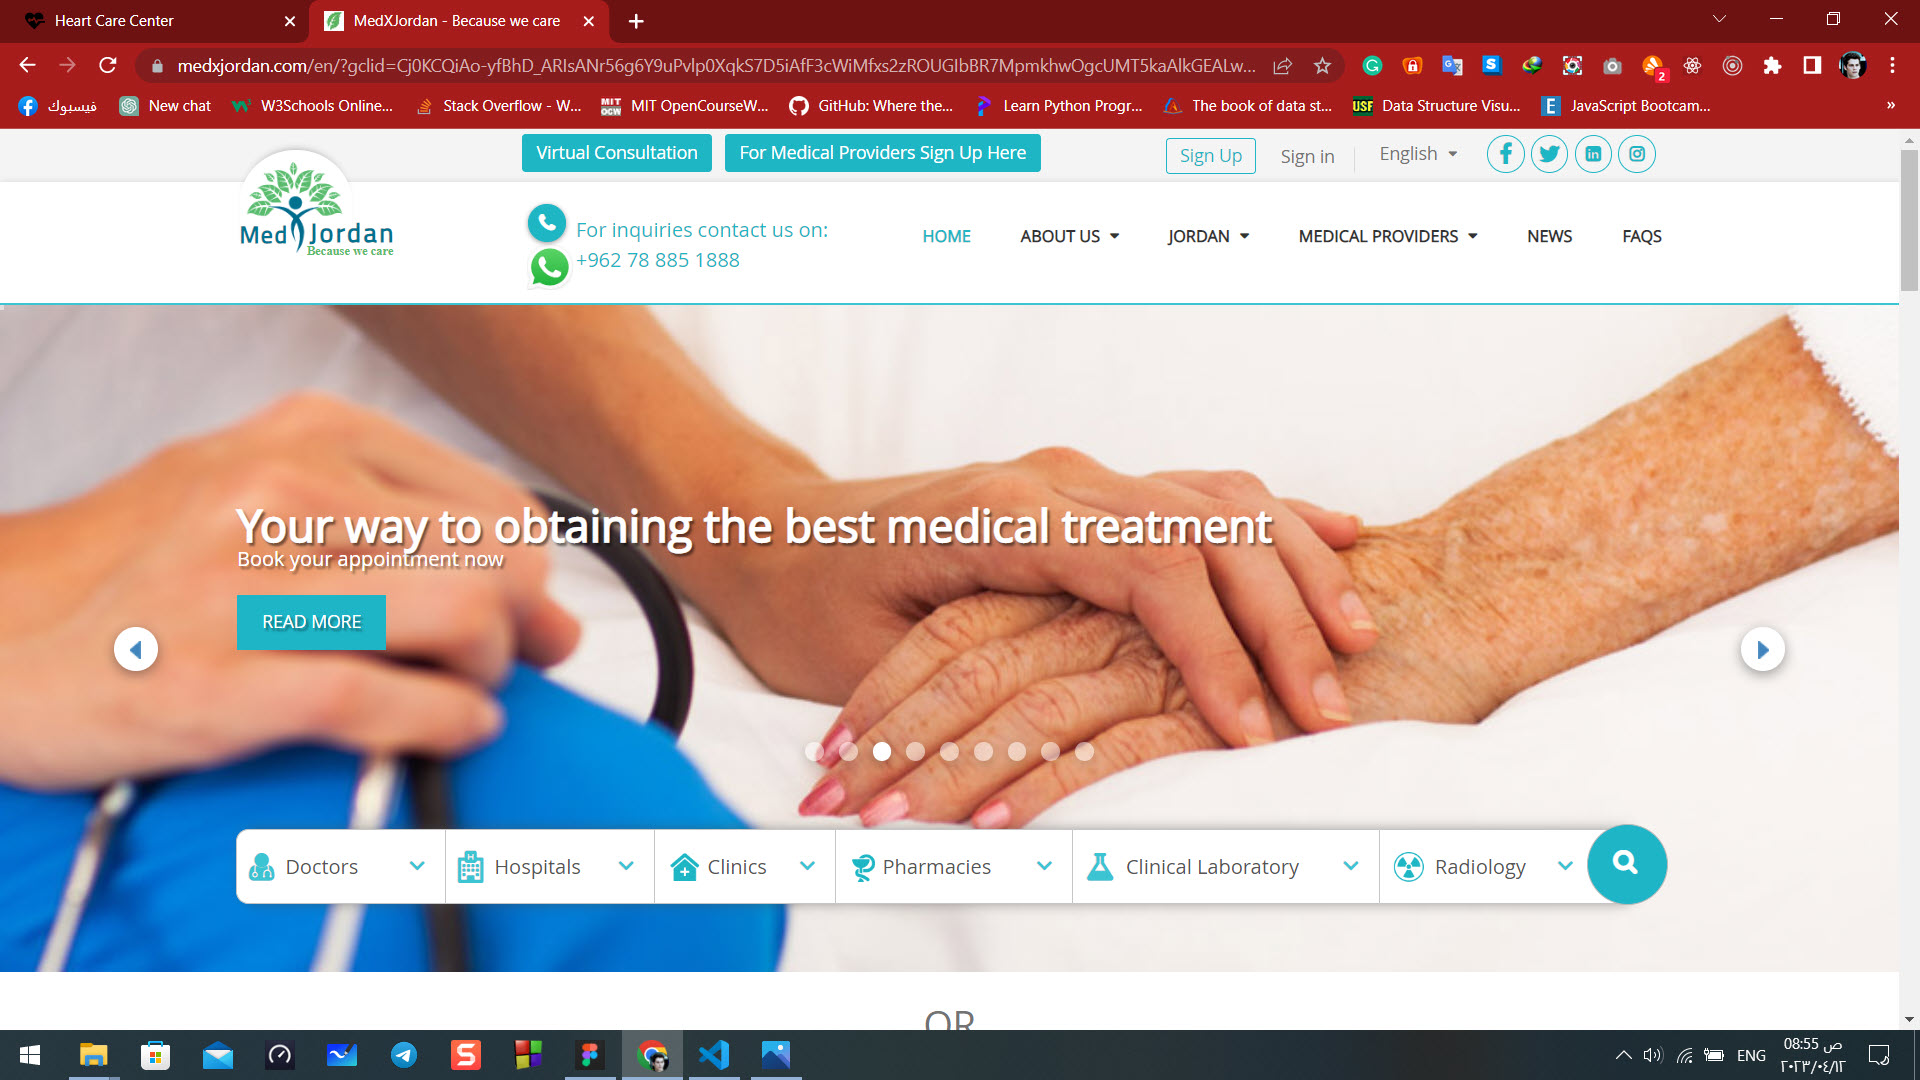 Heart Care Center
MedXJordan - Because we care
medxjordan.com/en/?gclid=Cj0KCQiAo-yfBhD_ARIsANr56g6Y9uPvlp0XqkS7D5iAfF3cWiMfxs2zROUGIbBR7MpmkhwOgcUMT5kaAlkGEALw...
2
فيسبوك
New chat
W3Schools Online...
Stack Overflow - W...
MIT OpenCourseW...
GitHub: Where the...
Learn Python Progr...
The book of data st...
Data Structure Visu...
JavaScript Bootcam...
»
Virtual Consultation
For Medical Providers Sign Up Here
Sign Up
Sign in
English
Med Jordan
Because we care
For inquiries contact us on:
+962 78 885 1888
HOME
ABOUT US
JORDAN
MEDICAL PROVIDERS
NEWS
FAQS
Your way to obtaining the best medical treatment
Book your appointment now
READ MORE
Doctors
Hospitals
Clinics
Pharmacies
Clinical Laboratory
Radiology
OR
ENG
08:55 ص
٢٠٢٣/٠٤/١٢